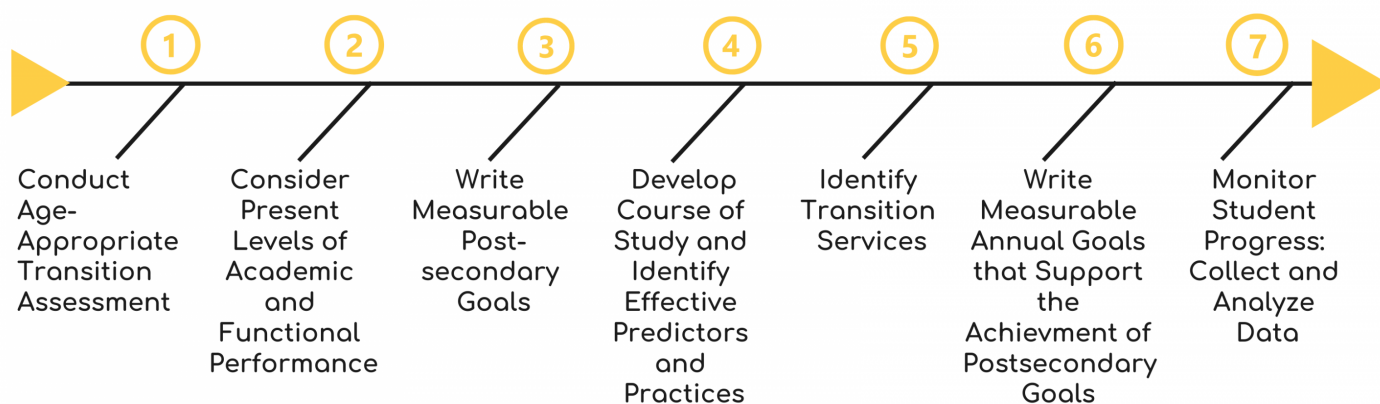 1
2
3
4
5
6
7
Conduct
Age-
Appropriate
Transition
Assessment
Consider
Present
Levels of
Academic
and
Functional
Performance
Write
Measurable
Post-
secondary
Goals
Develop
Course of
Study and
Identify
Effective
Predictors
and
Practices
Identify
Transition
Services
Write
Measurable
Annual Goals
that Support
the
Achievment of
Postsecondary
Goals
Monitor
Student
Progress:
Collect and
Analyze
Data